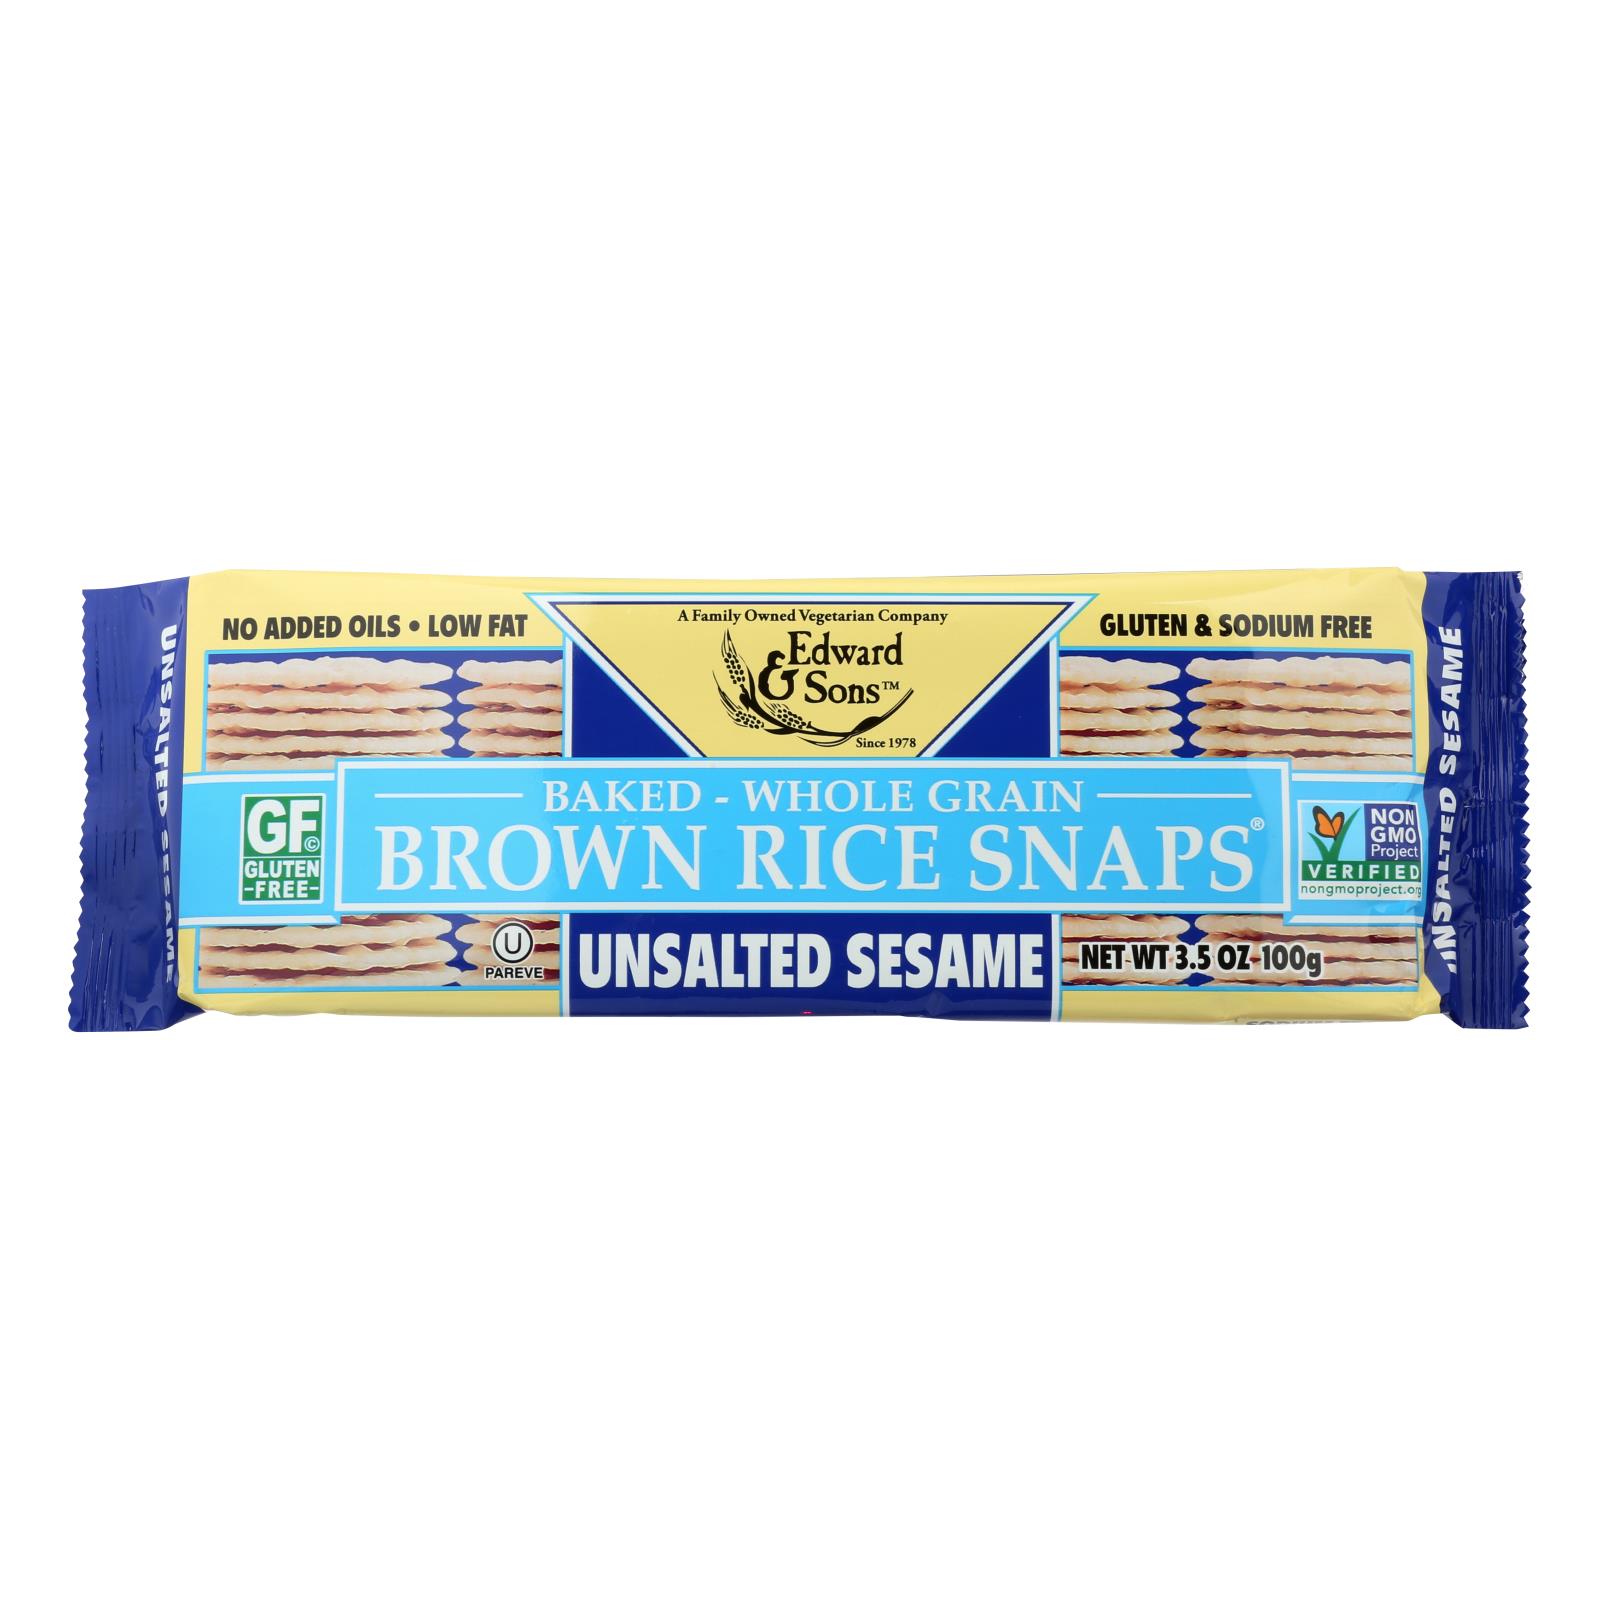 NO ADDED OILS • LOW FAT
A Family Owned Vegetarian Company
GLUTEN & SODIUM FREE
Edward
& Sons™
Since 1978
BAKED - WHOLE GRAIN
BROWN RICE SNAPS®
GF©
GLUTEN
-FREE-
NON
GMO
Project
VERIFIED
nongmoproject.org
U
PAREVE
UNSALTED SESAME
NET WT 3.5 OZ 100g
UNSALTED SESAME
UNSALTED SESAME